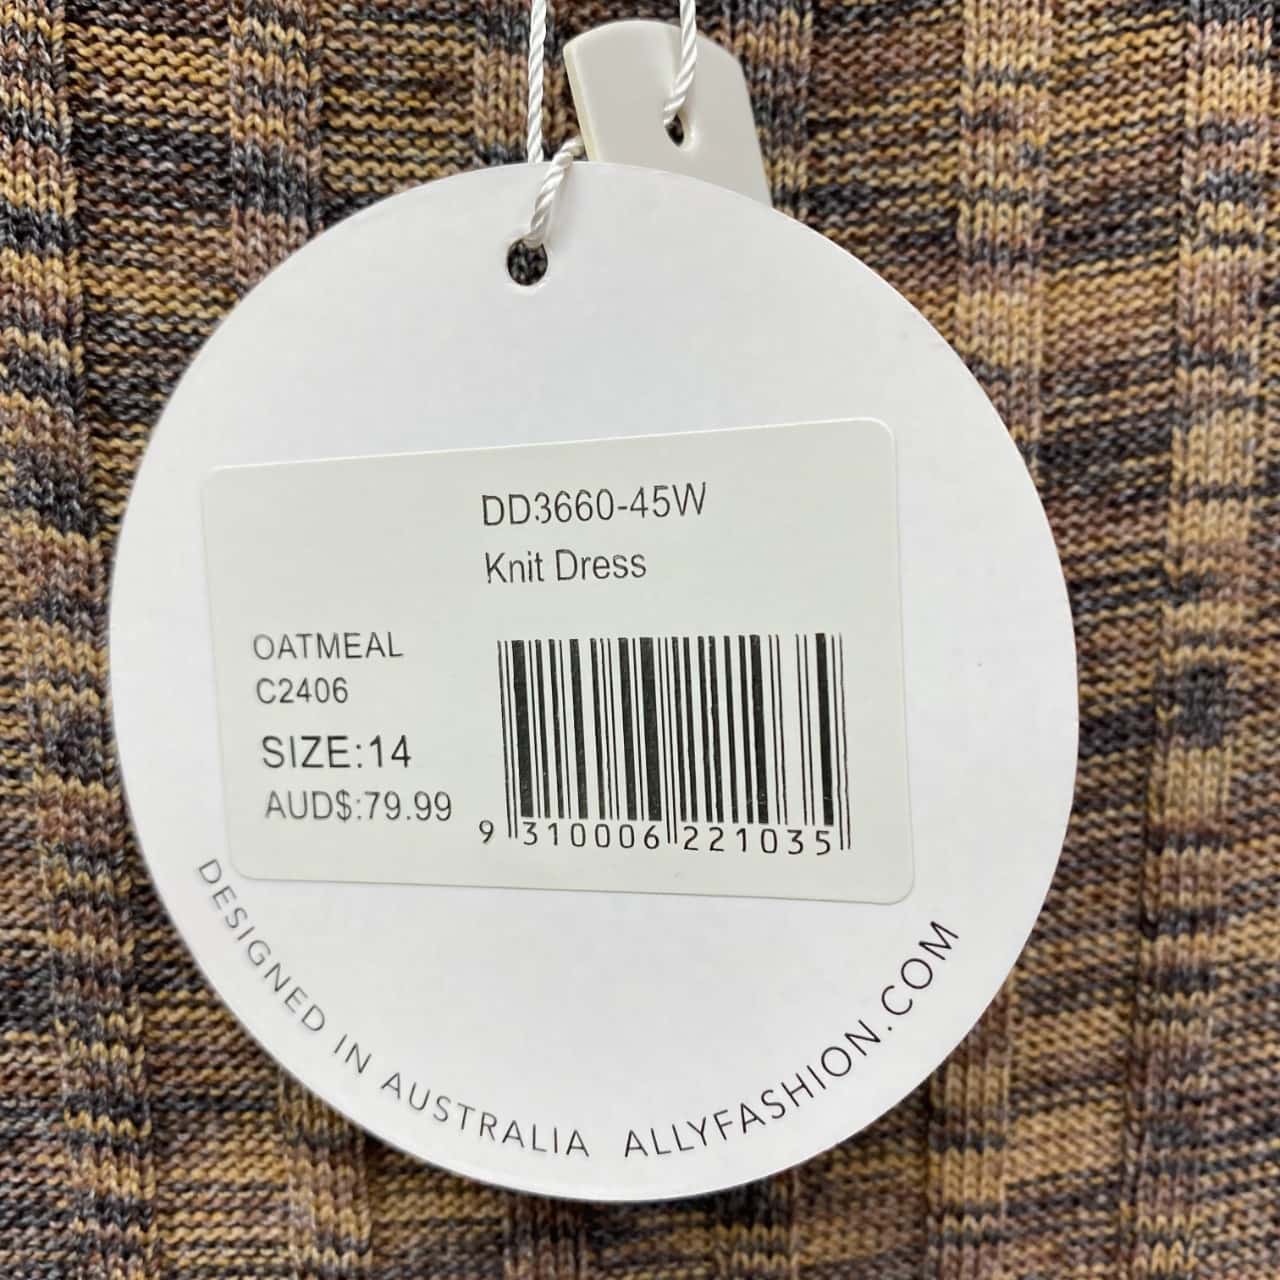 DD3660-45W
Knit Dress
OATMEAL
C2406
SIZE:14
AUD$:79.99
9 310006 221035
DESIGNED IN AUSTRALIA ALLYFASHION.COM